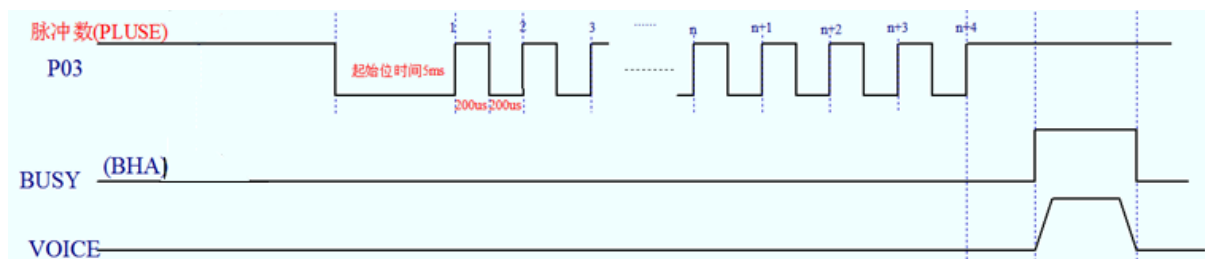 脉冲数(PLUSE)
1 2 3 ...... n n+1 n+2 n+3 n+4
P03
起始位时间5ms
200us 200us
(BHA)
BUSY
VOICE